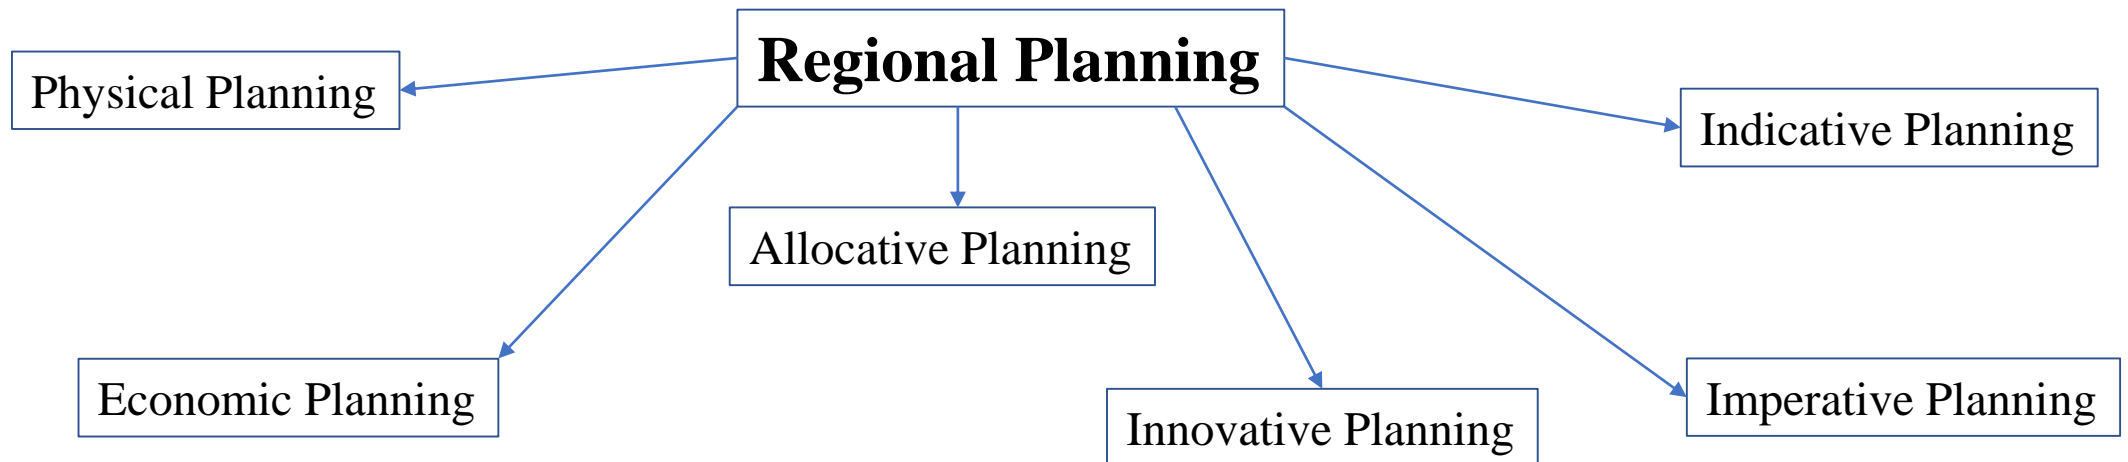 Regional Planning
Physical Planning
Indicative Planning
Allocative Planning
Economic Planning
Imperative Planning
Innovative Planning